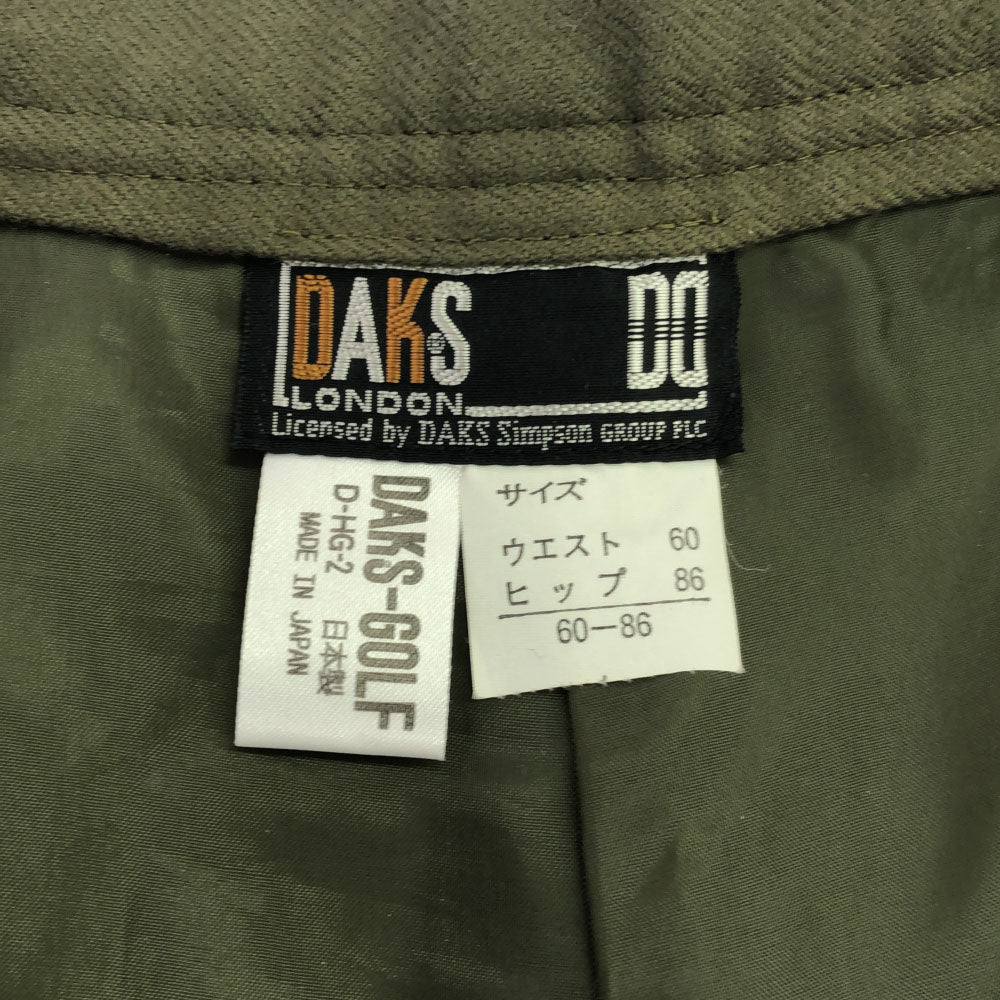 DAKS DD
LONDON
Licensed by DAKS Simpson GROUP PLC
DAKS-GOLF
D-HG-2 日本製
MADE IN JAPAN
サイズ
ウエスト 60
ヒップ 86
60-86